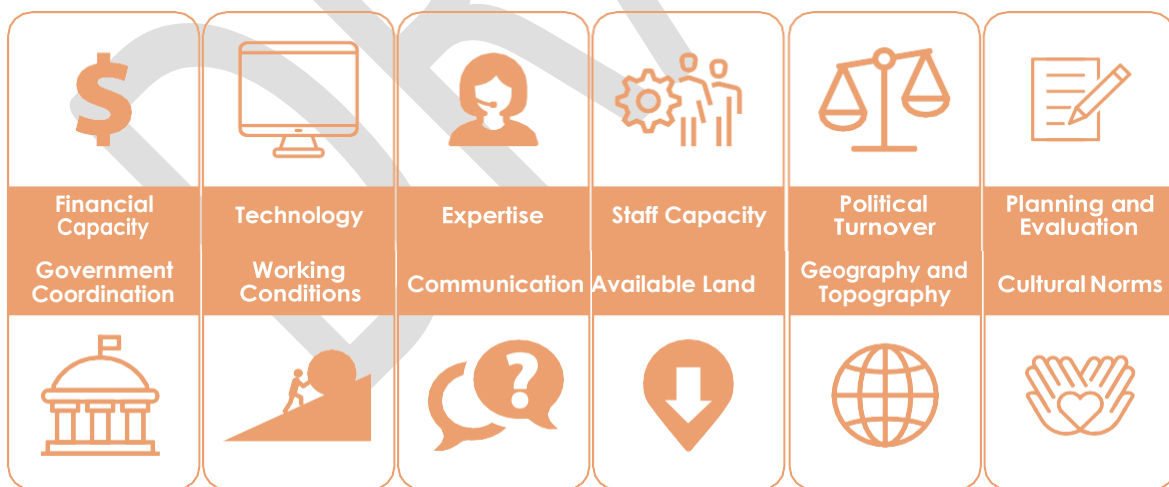 Financial
Capacity
Technology
Expertise
Staff Capacity
Political
Turnover
Planning and
Evaluation
Government
Coordination
Working
Conditions
Communication
Available Land
Geography and
Topography
Cultural Norms
$
?